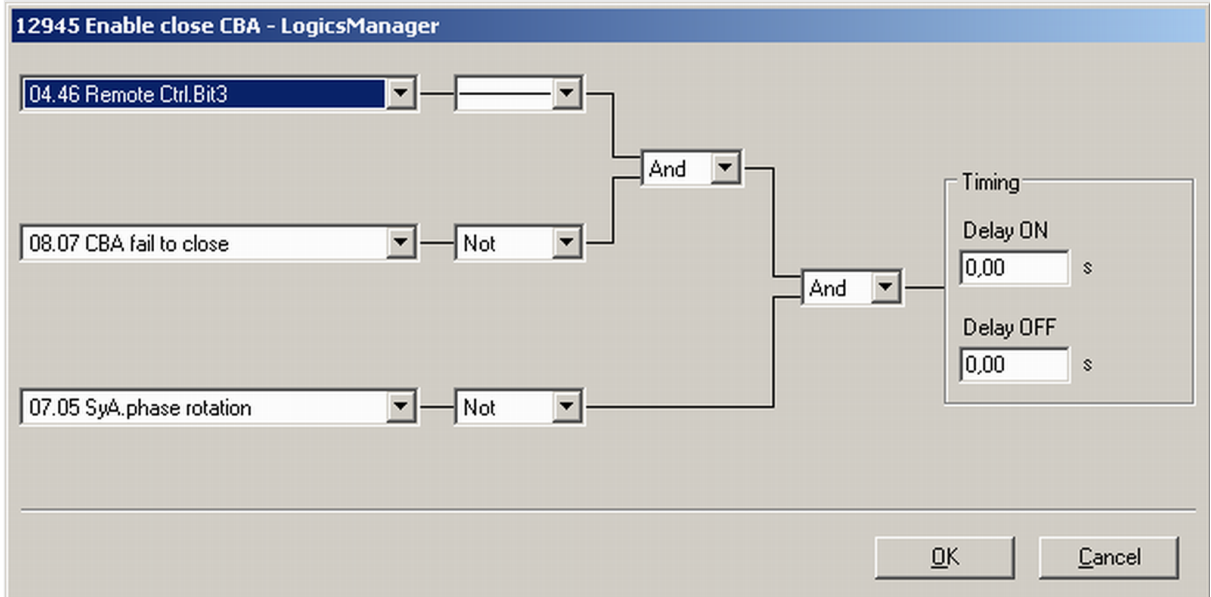 12945 Enable close CBA - LogicsManager
04.46 Remote Ctrl.Bit3
And
Timing
08.07 CBA fail to close
Not
Delay ON
0,00 s
And
Delay OFF
0,00 s
07.05 SyA.phase rotation
Not
OK
Cancel